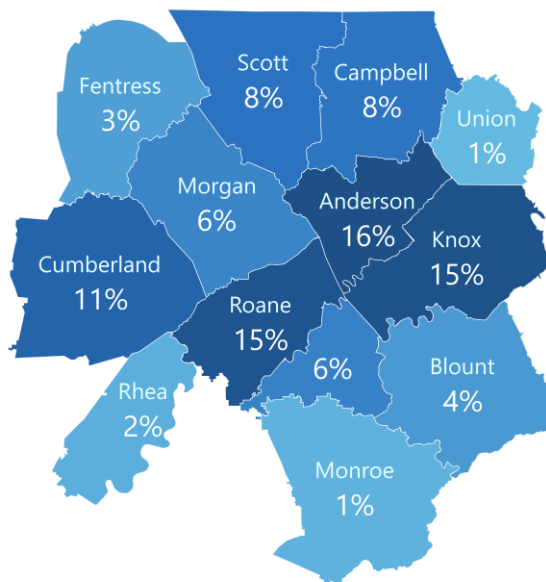 Scott
8%
Campbell
8%
Fentress
3%
Union
1%
Morgan
6%
Anderson
16%
Knox
15%
Cumberland
11%
Roane
15%
6%
Blount
4%
Rhea
2%
Monroe
1%